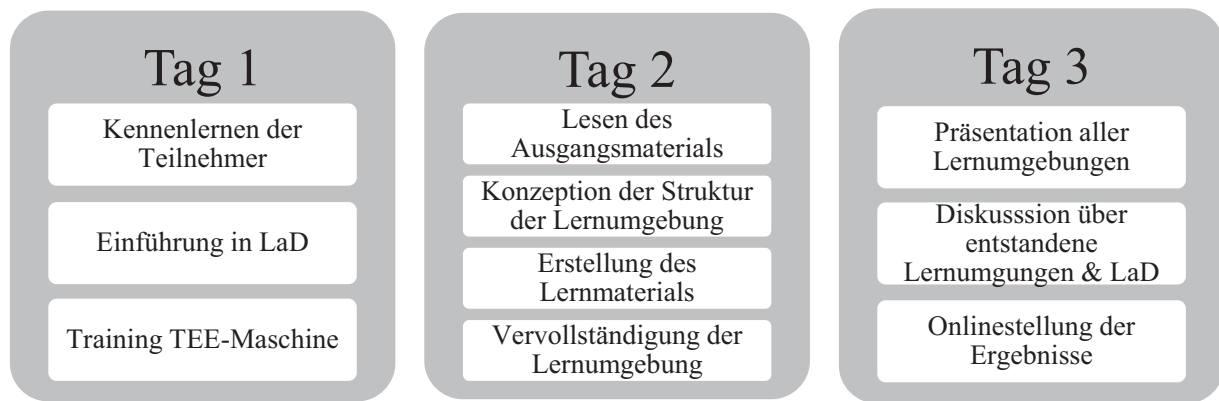 Tag 1
Kennenlernen der
Teilnehmer
Einführung in LaD
Training TEE-Maschine
Tag 2
Lesen des
Ausgangsmaterials
Konzeption der Struktur
der Lernumgebung
Erstellung des
Lernmaterials
Vervollständigung der
Lernumgebung
Tag 3
Präsentation aller
Lernumgebungen
Diskusssion über
entstandene
Lernumgungen & LaD
Onlinestellung der
Ergebnisse